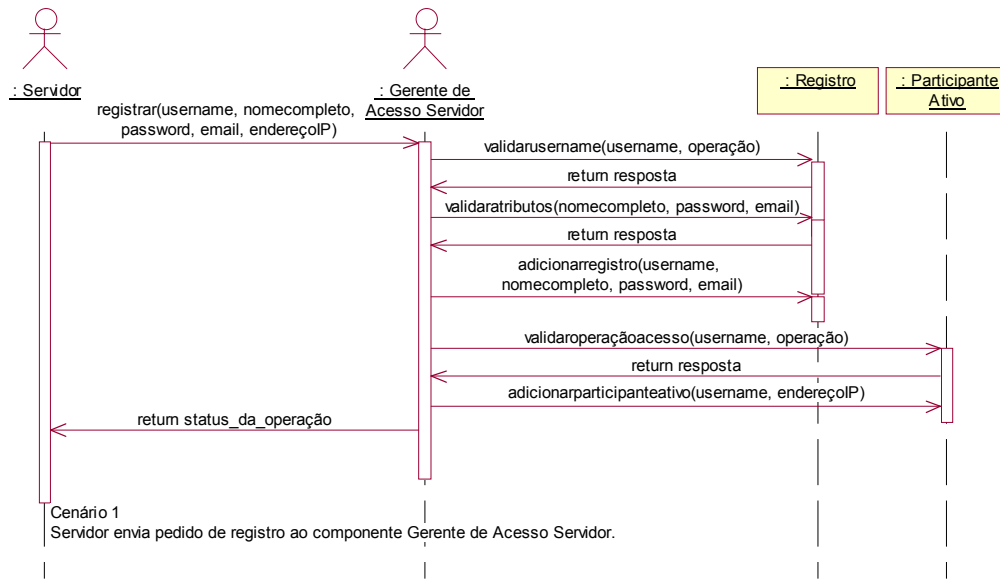 : Servidor
: Gerente de
Acesso Servidor
: Registro
: Participante
Ativo
registrar(username, nomecompleto,
password, email, endereçoIP)
validarusername(username, operação)
return resposta
validaratributos(nomecompleto, password, email)
return resposta
adicionarregistro(username,
nomecompleto, password, email)
validaroperaçãoacesso(username, operação)
return resposta
adicionarparticipanteativo(username, endereçoIP)
return status_da_operação
Cenário 1
Servidor envia pedido de registro ao componente Gerente de Acesso Servidor.